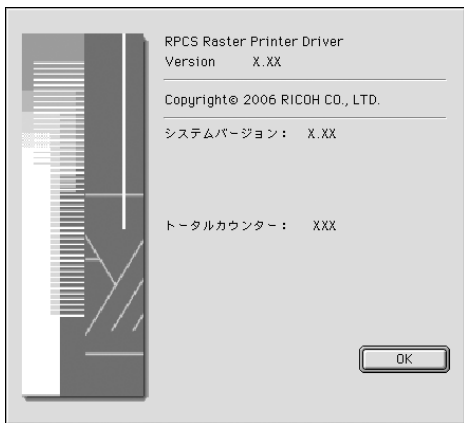 RPCS Raster Printer Driver
Version X.XX
Copyright© 2006 RICOH CO., LTD.
システムバージョン： X.XX
トータルカウンター： XXX
OK